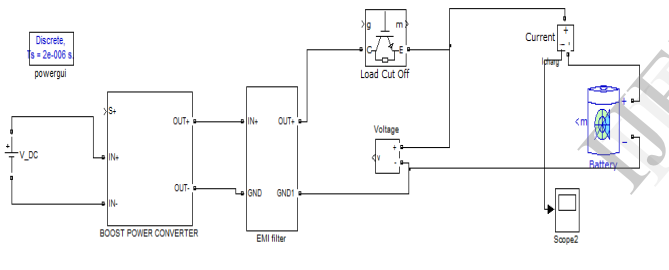 Discrete,
Ts = 2e-006 s.
powergui
V_DC
+
S+
IN+
IN-
OUT+
OUT-
BOOST POWER CONVERTER
IN+
GND
OUT+
GND1
EMI filter
g
m
C
E
Load Cut Off
Voltage
v
+
-
Current
+
-
i
Icharg
<m
+
-
Battery
Scope2
IJE